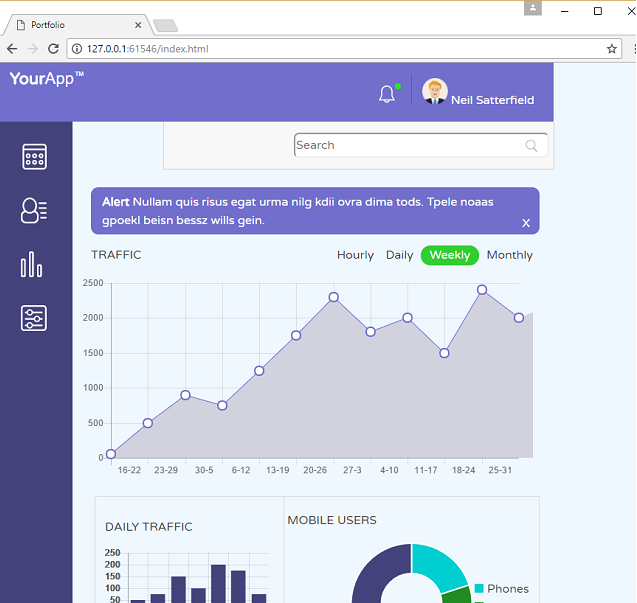 Portfolio
127.0.0.1:61546/index.html
YourApp™
Neil Satterfield
Search
Alert Nullam quis risus egat urma nilg kdii ovra dima tods. Tpele noaas
gpoekl beisn bessz wills gein.
x
TRAFFIC
Hourly Daily Weekly Monthly
2500
2000
1500
1000
500
0
16-22 23-29 30-5 6-12 13-19 20-26 27-3 4-10 11-17 18-24 25-31
DAILY TRAFFIC
MOBILE USERS
250
200
150
100
50
Phones